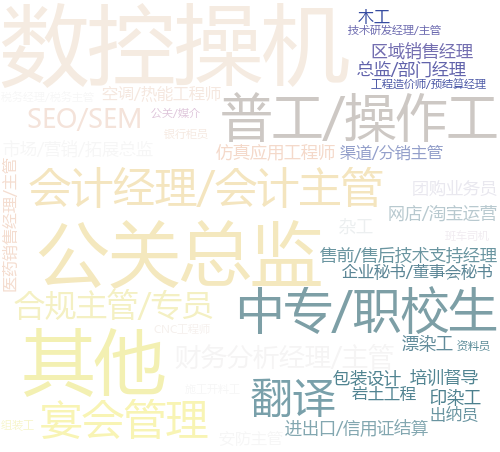 数控操机
木工
技术研发经理/主管
区域销售经理
总监/部门经理
工程造价师/预结算经理
空调/热能工程师
SEO/SEM
公关/媒介
普工/操作工
银行柜员
市场/营销/拓展总监
仿真应用工程师
渠道/分销主管
医药销售经理/主管
会计经理/会计主管
团购业务员
网店/淘宝运营
杂工
公关总监
班车司机
售前/售后技术支持经理
企业秘书/董事会秘书
合规主管/专员
中专/职校生
CNC工程师
其他
财务分析经理/主管
漂染工
资料员
翻译
包装设计
培训督导
岩土工程
印染工
宴会管理
出纳员
进出口/信用证结算
安防主管